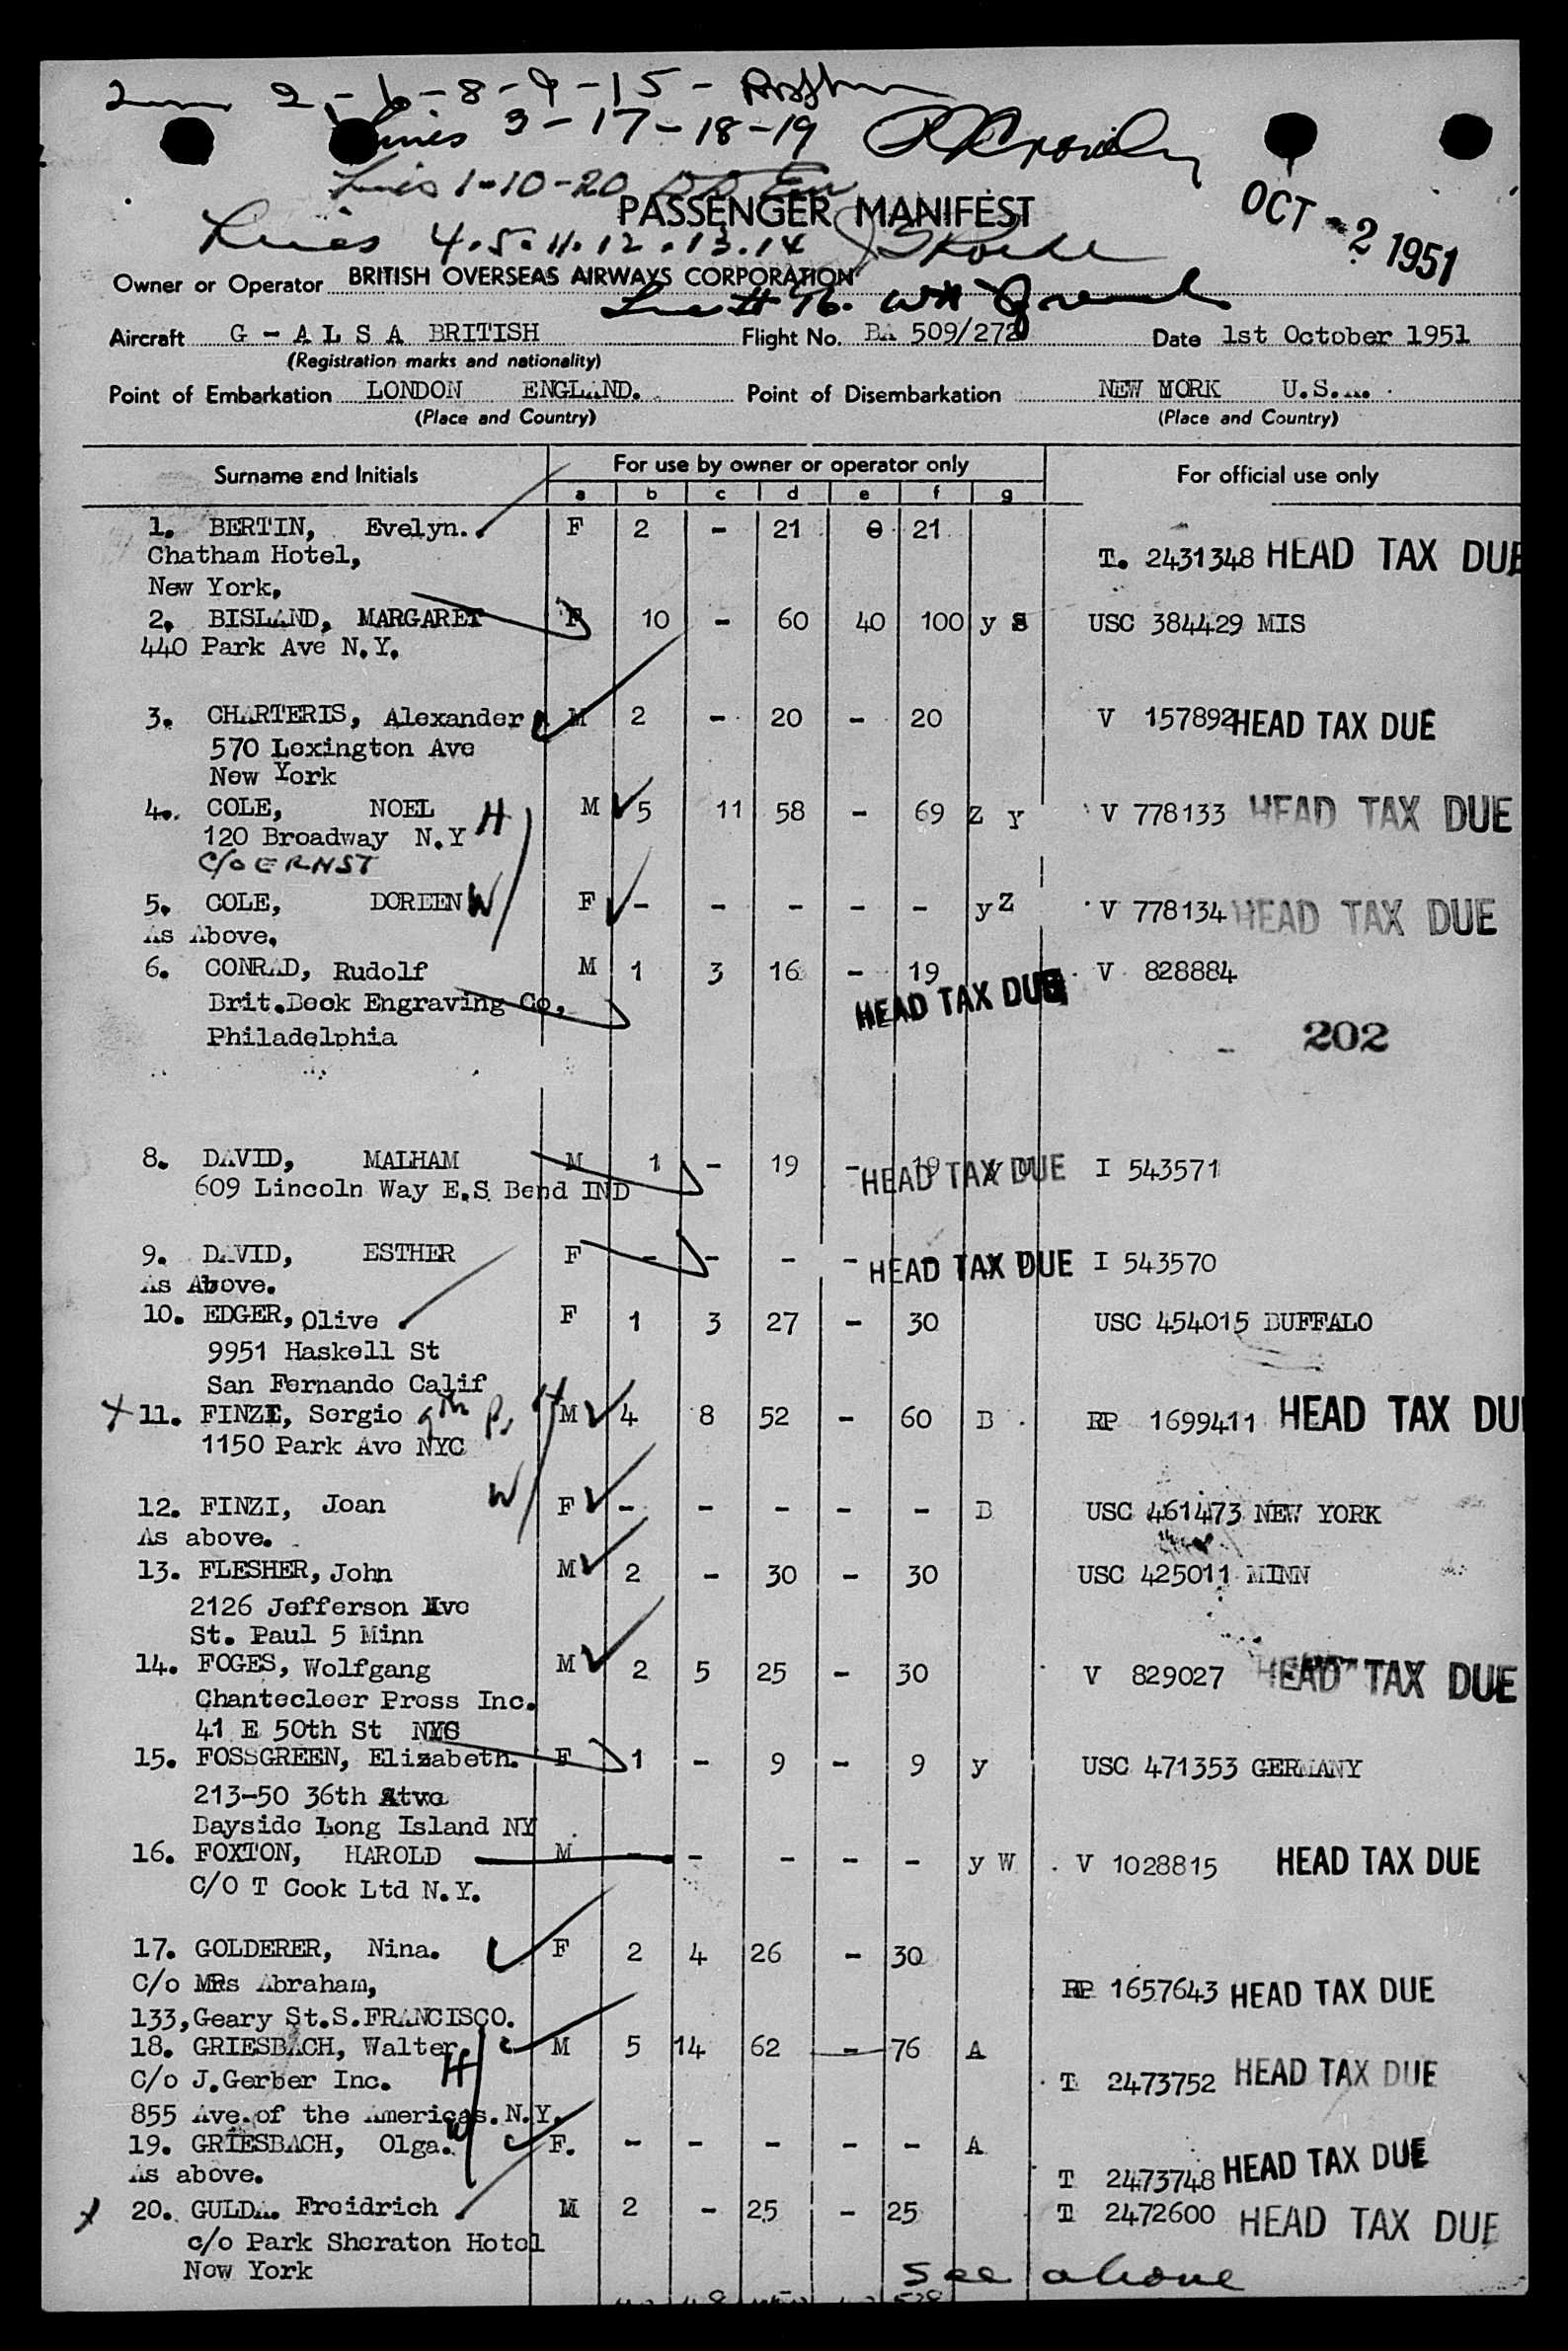 2 - 6 - 8 - 9 - 15 -
Lines 3 - 17 - 18 - 19
Lines 1 - 10 - 20
PASSENGER MANIFEST
OCT - 2 1951
Lines 4. 5. 11. 12. 13. 14
Owner or Operator BRITISH OVERSEAS AIRWAYS CORPORATION
Line # 16.
Aircraft G - A L S A BRITISH Flight No. BA 509/272 Date 1st October 1951
(Registration marks and nationality)
Point of Embarkation LONDON ENGLAND. Point of Disembarkation NEW MORK U.S.A.
(Place and Country) (Place and Country)
Surname and Initials For use by owner or operator only For official use only
a b c d e f g
1. BERTIN, Evelyn. F 2 - 21 0 21
Chatham Hotel, T. 2431348 HEAD TAX DUE
New York,
2. BISLAND, MARGARET F 10 - 60 40 100 y S USC 384429 MIS
440 Park Ave N.Y.
3. CHARTERIS, Alexander M 2 - 20 - 20 V 157892 HEAD TAX DUE
570 Lexington Ave
New York
4. COLE, NOEL H M 5 11 58 - 69 Z Y V 778133 HEAD TAX DUE
120 Broadway N.Y
C/o ERNST
5. COLE, DOREEN W F - - - - - y Z V 778134 HEAD TAX DUE
As Above,
6. CONRAD, Rudolf M 1 3 16 - 19 V 828884
Brit.Deck Engraving Co, HEAD TAX DUE
Philadelphia 202
8. DAVID, MALHAM M 1 - 19 - 19 HEAD TAX DUE I 543571
609 Lincoln Way E.S Bend IND
9. DAVID, ESTHER F - - - - HEAD TAX DUE I 543570
As Above.
10. EDGER, Olive F 1 3 27 - 30 USC 454015 BUFFALO
9951 Haskell St
San Fernando Calif
11. FINZI, Sergio H M 4 8 52 - 60 B RP 1699411 HEAD TAX DU
1150 Park Ave NYC
12. FINZI, Joan W F - - - - - B USC 461473 NEW YORK
As above.
13. FLESHER, John M 2 - 30 - 30 USC 425011 MINN
2126 Jefferson Ave
St. Paul 5 Minn
14. FOGES, Wolfgang M 2 5 25 - 30 V 829027 HEAD TAX DUE
Chantecleer Press Inc.
41 E 50th St NYC
15. FOSSGREEN, Elizabeth. F 1 - 9 - 9 y USC 471353 GERMANY
213-50 36th
Bayside Long Island NY
16. FOXTON, HAROLD M - - - - - y W V 1028815 HEAD TAX DUE
C/O T Cook Ltd N.Y.
17. GOLDERER, Nina. F 2 4 26 - 30
C/o MRs Abraham, RP 1657643 HEAD TAX DUE
133,Geary St.S.FRANCISCO.
18. GRIESBACH, Walter. M 5 14 62 - 76 A
C/o J.Gerber Inc. H T 2473752 HEAD TAX DUE
855 Ave.of the Americas.N.Y.
19. GRIESBACH, Olga. W F. - - - - - A
As above. T 2473748 HEAD TAX DUE
20. GULDA. Freidrich M 2 - 25 - 25 T 2472600 HEAD TAX DUE
c/o Park Sheraton Hotel
New York see above